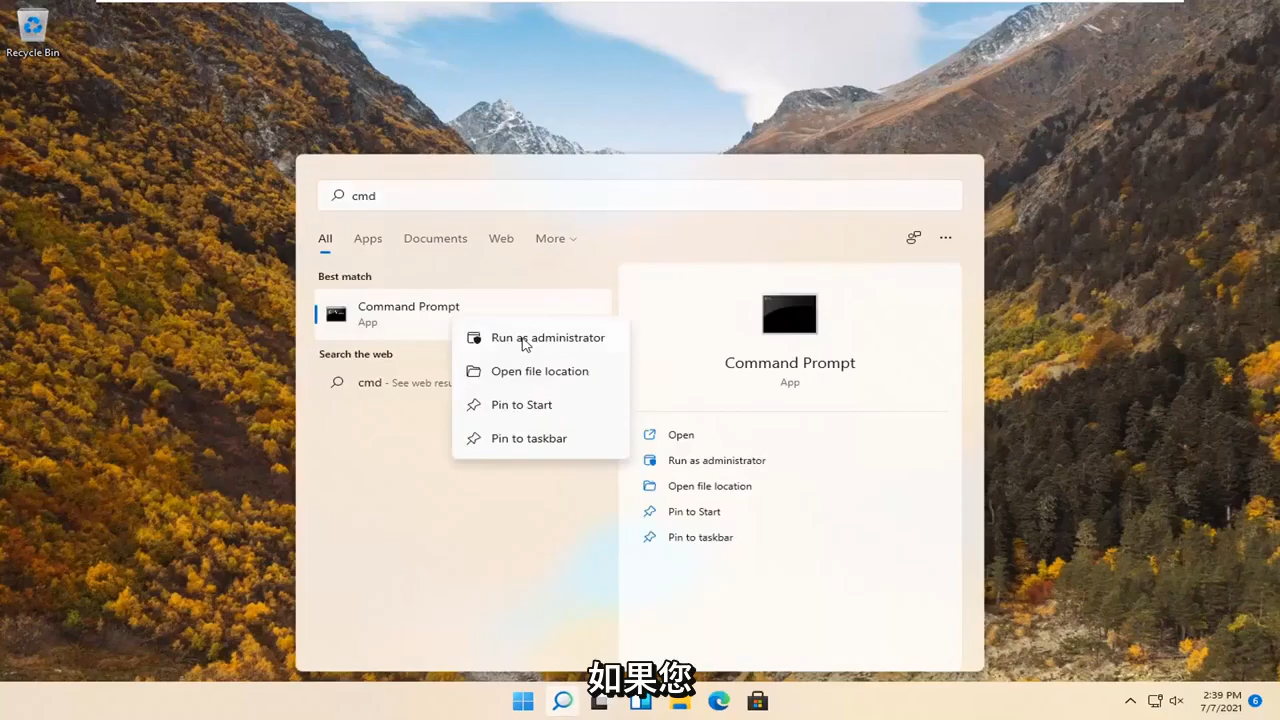 Recycle Bin
cmd
All Apps Documents Web More
Best match
Command Prompt
App
Search the web
cmd - See web resu
Run as administrator
Open file location
Pin to Start
Pin to taskbar
Command Prompt
App
Open
Run as administrator
Open file location
Pin to Start
Pin to taskbar
如果您
2:39 PM
7/7/2021
6